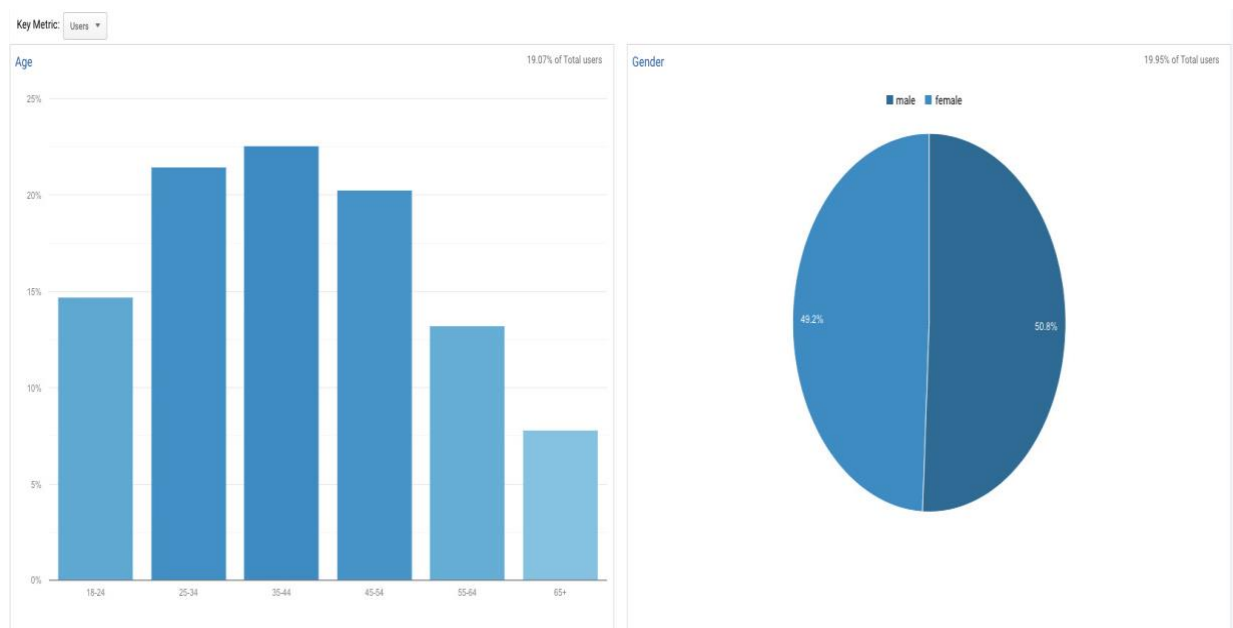 Key Metric: Users
Age 19.07% of Total users
25%
20%
15%
10%
5%
0%
18-24 25-34 35-44 45-54 55-64 65+
Gender 19.95% of Total users
male female
49.2% 50.8%